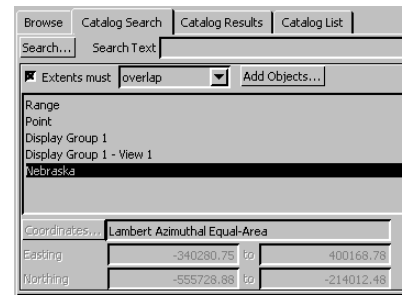 Browse Catalog Search Catalog Results Catalog List
Search... Search Text
Extents must overlap Add Objects...
Range
Point
Display Group 1
Display Group 1 - View 1
Nebraska
Coordinates... Lambert Azimuthal Equal-Area
Easting -340280.75 to 400168.78
Northing -555728.88 to -214012.48